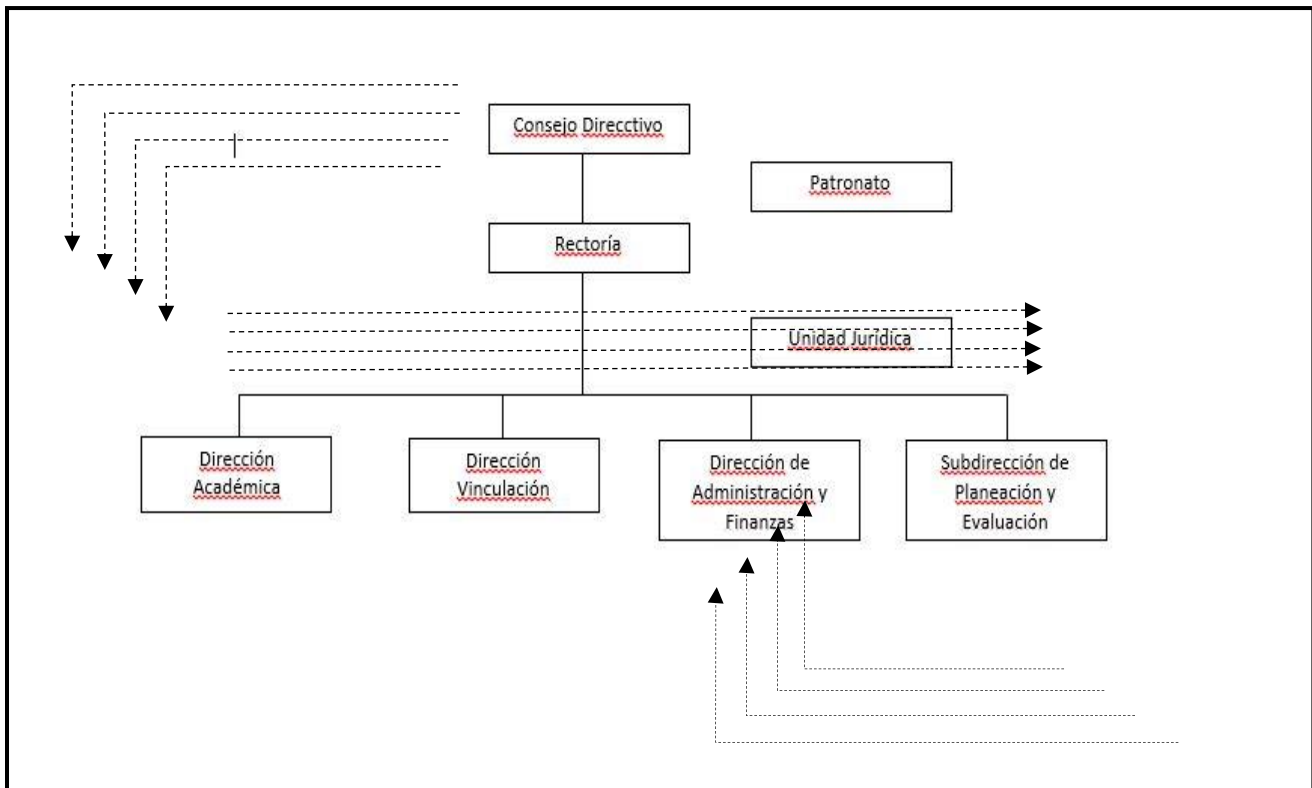 Consejo Direcctivo
Patronato
Rectoría
Unidad Jurídica
Dirección
Académica
Dirección
Vinculación
Dirección de
Administración y
Finanzas
Subdirección de
Planeación y
Evaluación